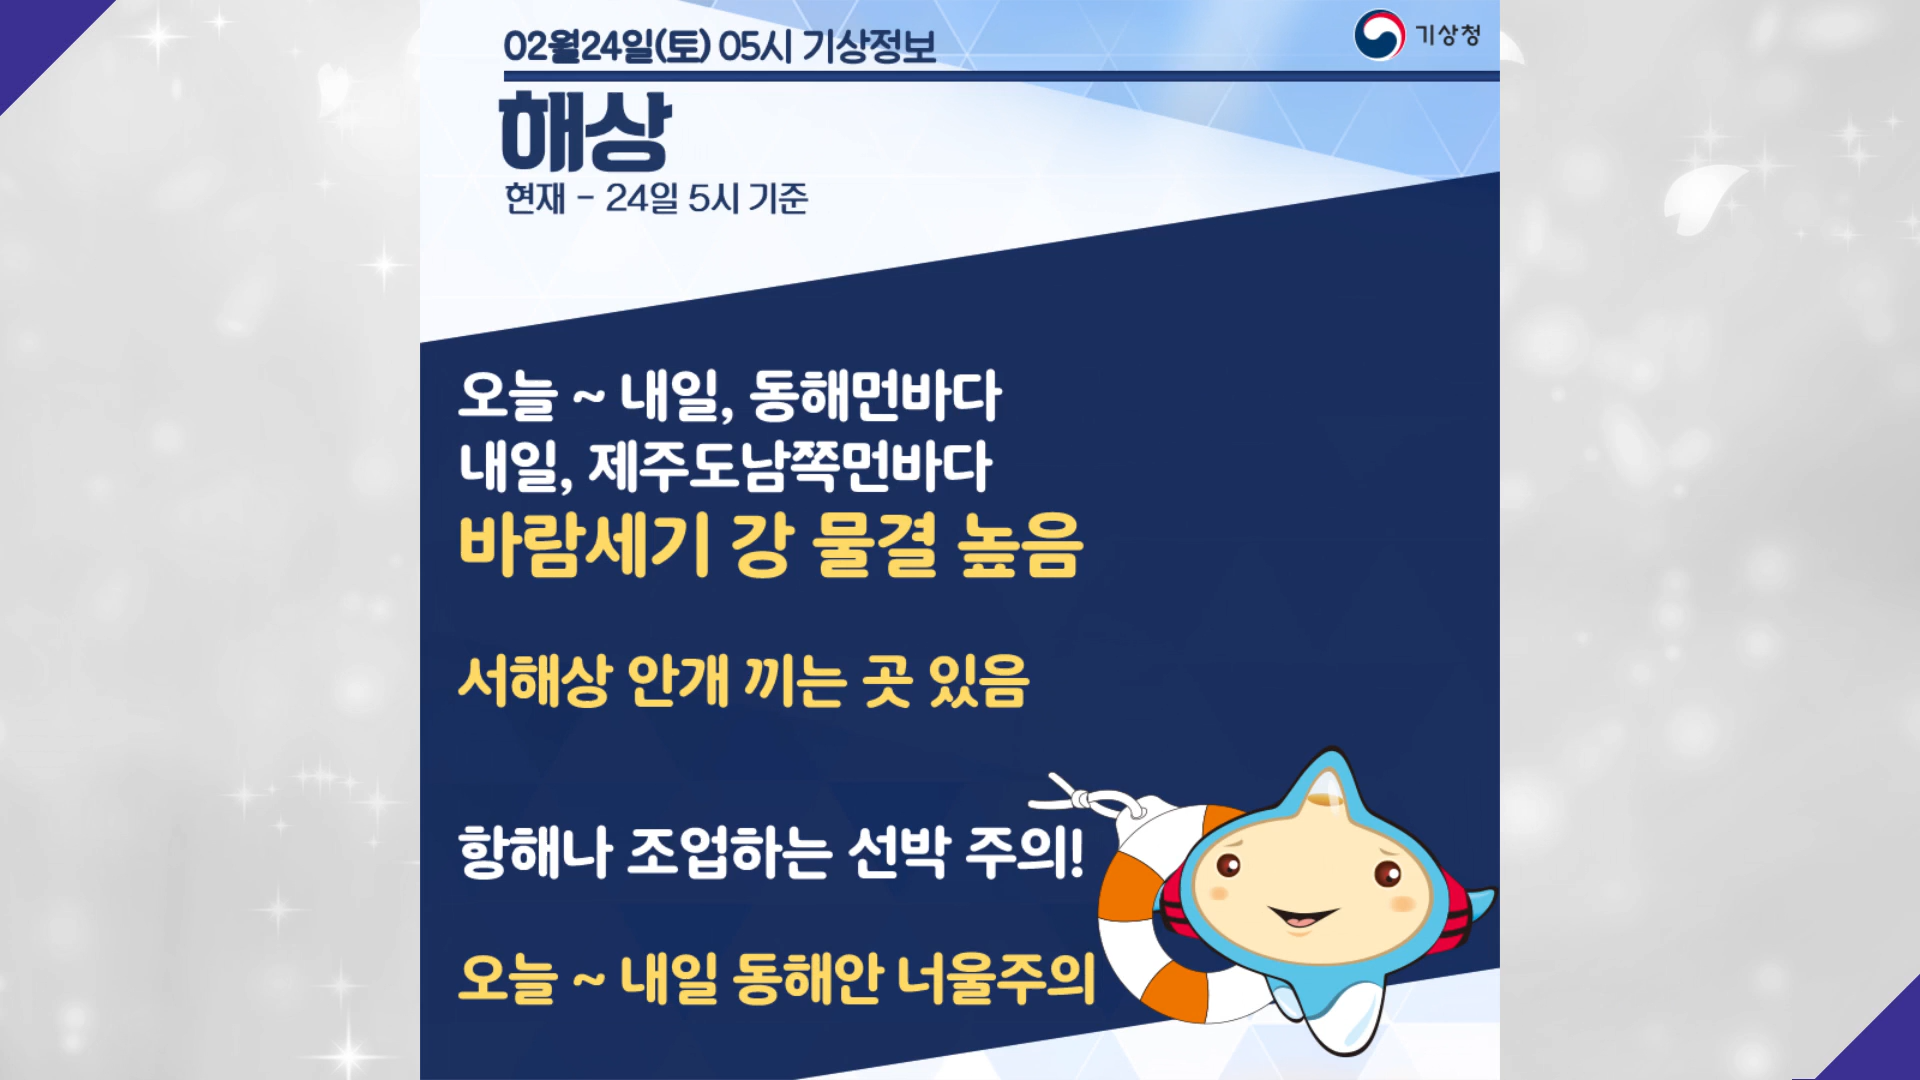 02월24일(토) 05시 기상정보
기상청
해상
현재 - 24일 5시 기준
오늘 ~ 내일, 동해먼바다
내일, 제주도남쪽먼바다
바람세기 강 물결 높음
서해상 안개 끼는 곳 있음
항해나 조업하는 선박 주의!
오늘 ~ 내일 동해안 너울주의